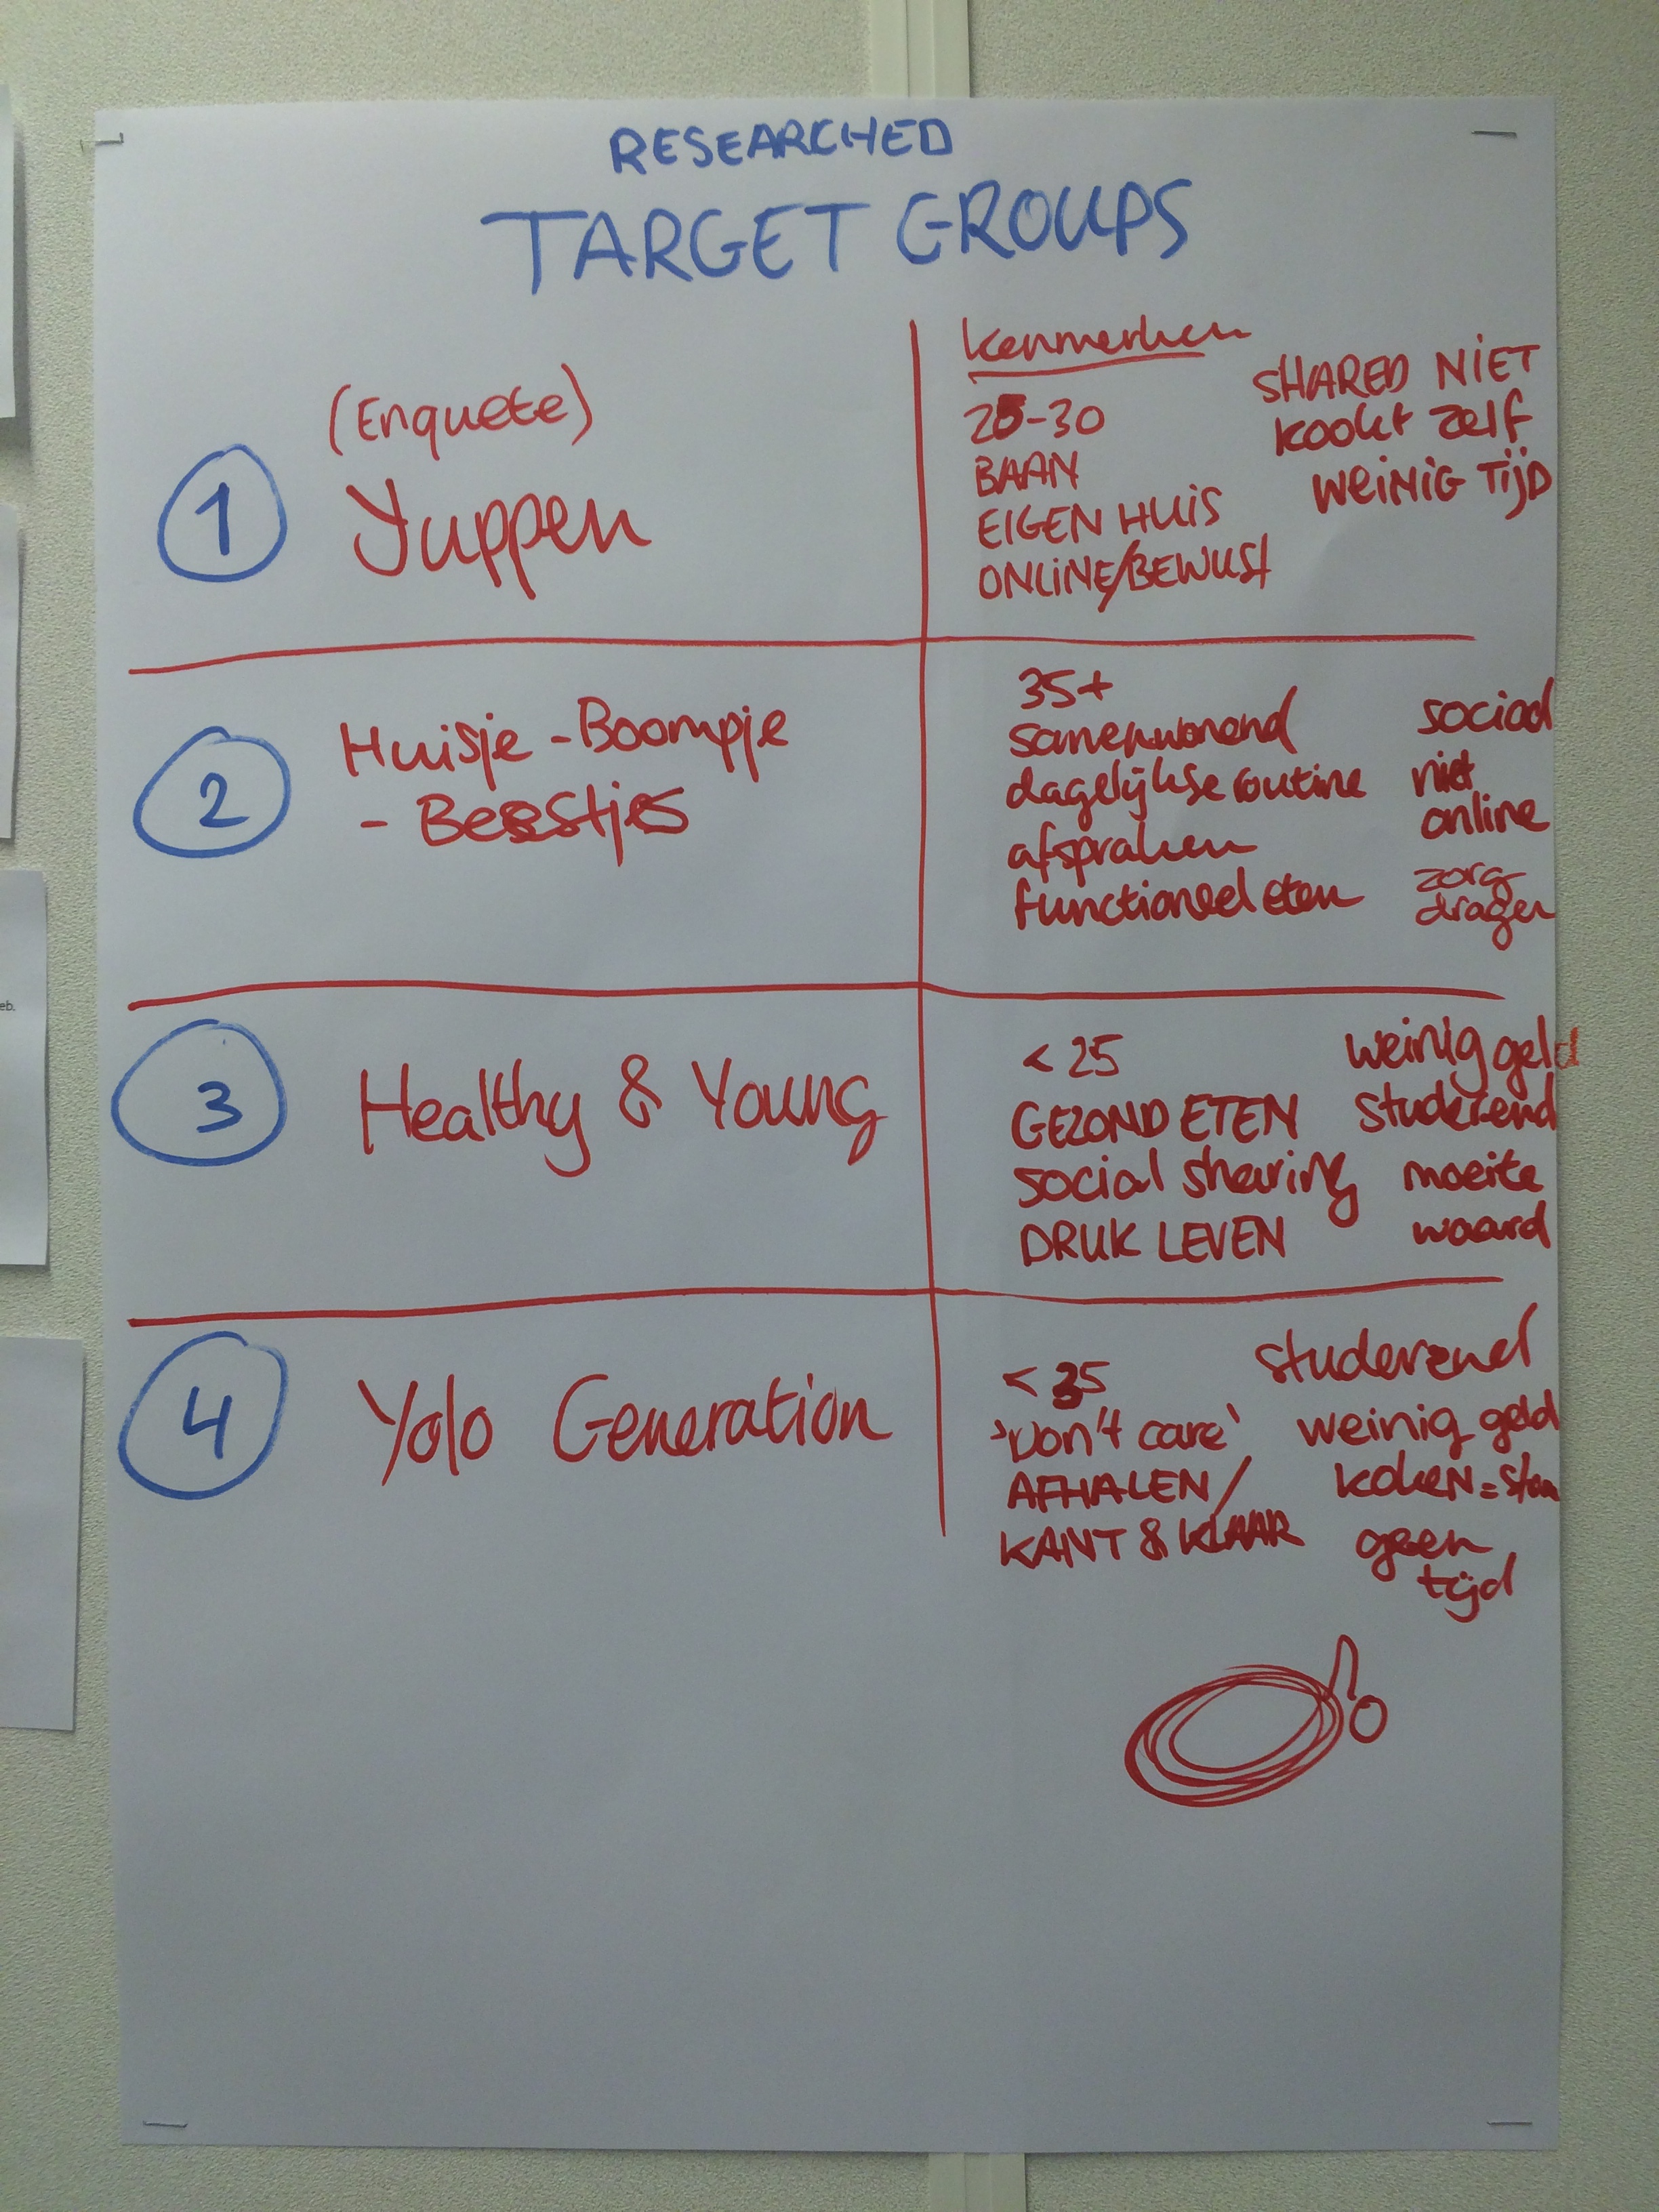 RESEARCHED
TARGET GROUPS
kenmerken
(Enquete)
1 Yuppen
25-30
BAAN
EIGEN HUIS
ONLINE/BEWUST
SHARED NIET
kookt zelf
WEINIG TIJD
2 Huisje-Boompje
- Beestjes
35+
samenwonend
dagelijkse routine
afspraken
functioneel eten
sociaal
niet
online
zorg
drager
3 Healthy & Young
< 25
GEZOND ETEN
social sharing
DRUK LEVEN
weinig geld
studerend
moeite
waard
4 Yolo Generation
< 35
'Don't care'
AFHALEN/
KANT & KLAAR
studerend
weinig geld
koken =
geen
tijd
eb.